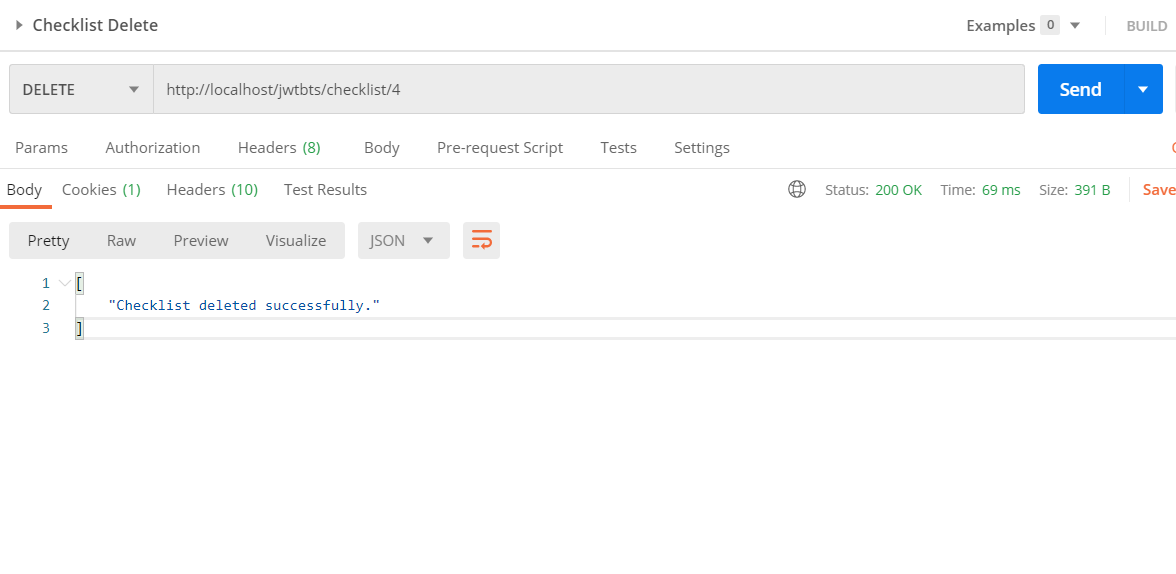 Checklist Delete Examples 0 BUILD
DELETE http://localhost/jwtbts/checklist/4 Send
Params Authorization Headers (8) Body Pre-request Script Tests Settings
Body Cookies (1) Headers (10) Test Results Status: 200 OK Time: 69 ms Size: 391 B Save
Pretty Raw Preview Visualize JSON
1 [
2 "Checklist deleted successfully."
3 ]